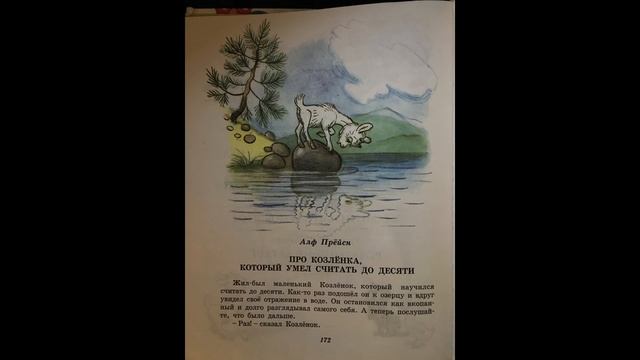 Алф Прёйсн
ПРО КОЗЛЁНКА,
КОТОРЫЙ УМЕЛ СЧИТАТЬ ДО ДЕСЯТИ
Жил-был маленький Козлёнок, который научился
считать до десяти. Как-то раз подошёл он к озерцу и вдруг
увидел своё отражение в воде. Он остановился как вкопан-
ный и долго разглядывал самого себя. А теперь послушай-
те, что было дальше.
– Раз! – сказал Козлёнок.
172